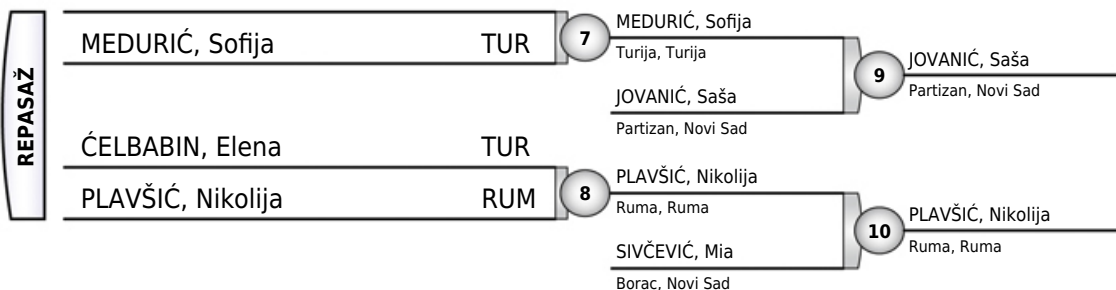 REPASAŽ
MEDURIĆ, Sofija TUR
ĆELBABIN, Elena TUR
PLAVŠIĆ, Nikolija RUM
7
MEDURIĆ, Sofija
Turija, Turija
JOVANIĆ, Saša
Partizan, Novi Sad
8
PLAVŠIĆ, Nikolija
Ruma, Ruma
SIVČEVIĆ, Mia
Borac, Novi Sad
9
JOVANIĆ, Saša
Partizan, Novi Sad
10
PLAVŠIĆ, Nikolija
Ruma, Ruma